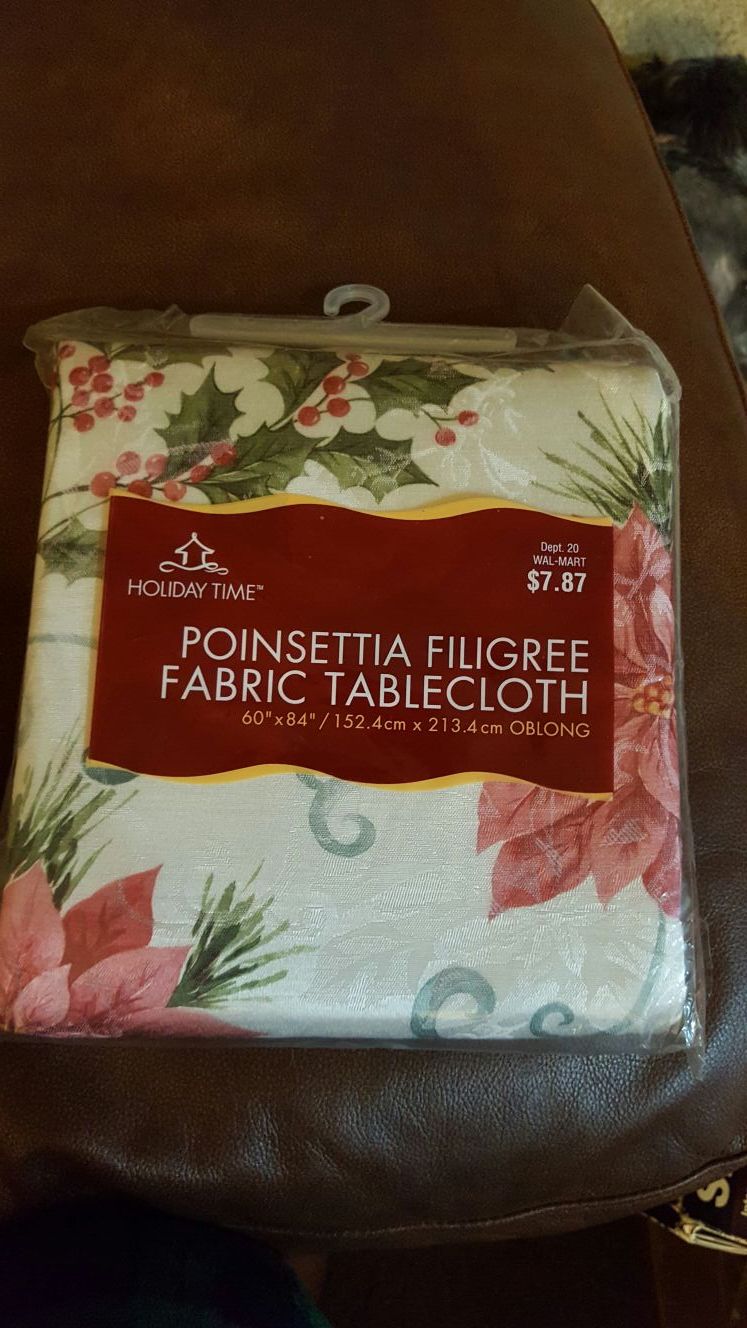 HOLIDAY TIME™
Dept. 20
WAL-MART
$7.87
POINSETTIA FILIGREE
FABRIC TABLECLOTH
60"x84" / 152.4cm x 213.4cm OBLONG